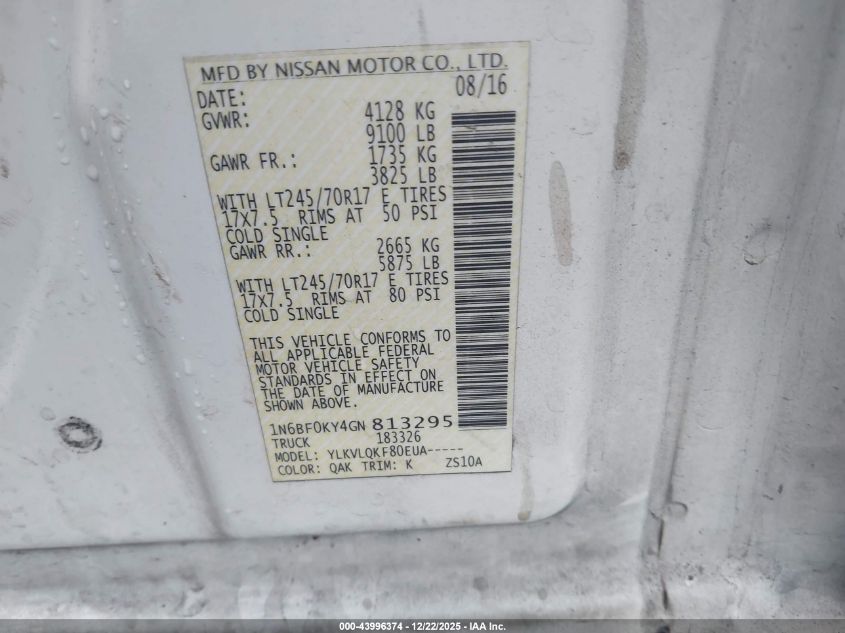 MFD BY NISSAN MOTOR CO., LTD.
DATE: 08/16
GVWR: 4128 KG
9100 LB
GAWR FR.: 1735 KG
3825 LB
WITH LT245/70R17 E TIRES
17X7.5 RIMS AT 50 PSI
COLD SINGLE
GAWR RR.: 2665 KG
5875 LB
WITH LT245/70R17 E TIRES
17X7.5 RIMS AT 80 PSI
COLD SINGLE
THIS VEHICLE CONFORMS TO
ALL APPLICABLE FEDERAL
MOTOR VEHICLE SAFETY
STANDARDS IN EFFECT ON
THE DATE OF MANUFACTURE
SHOWN ABOVE.
1N6BF0KY4GN 813295
TRUCK 183326
MODEL: YLKVLQKF80EUA-----
COLOR: QAK TRIM: K ZS10A
000-43996374 - 12/22/2025 - IAA Inc.